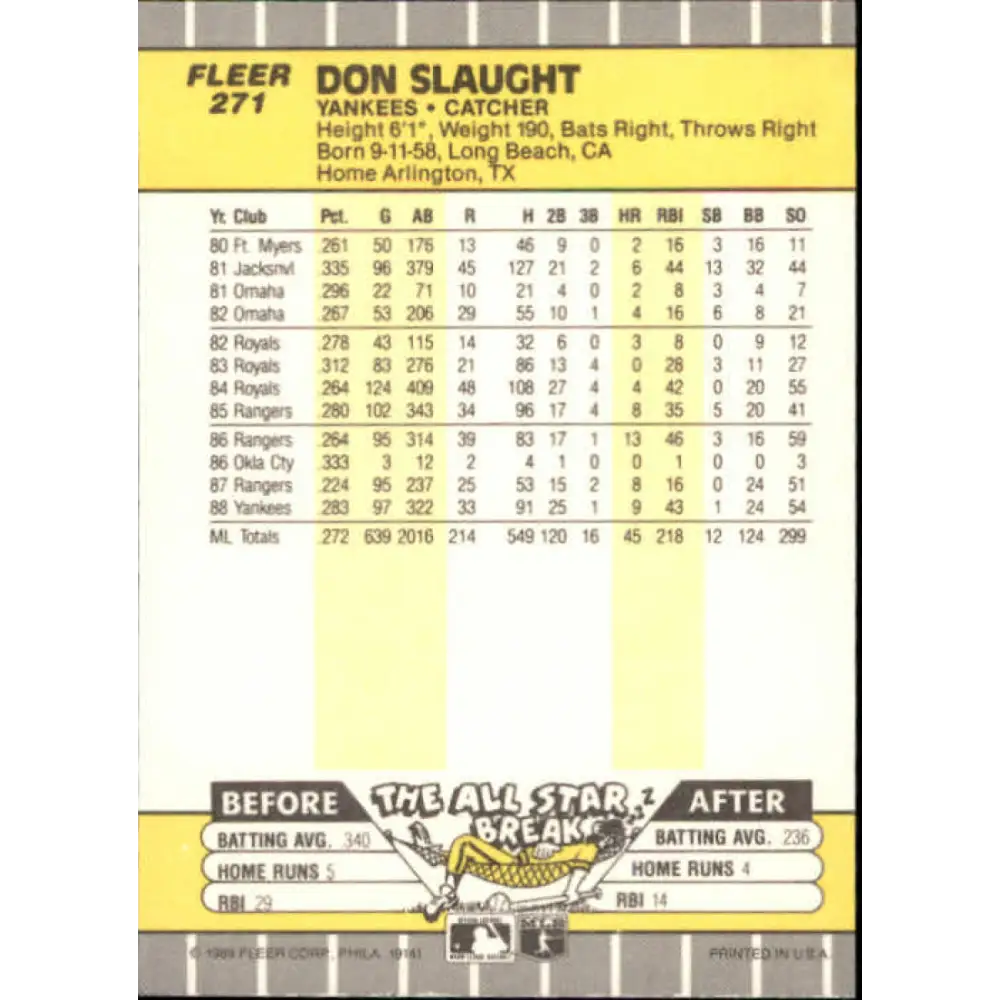 FLEER
271
DON SLAUGHT
YANKEES • CATCHER
Height 6'1", Weight 190, Bats Right, Throws Right
Born 9-11-58, Long Beach, CA
Home Arlington, TX
Yr. Club Pct. G AB R H 2B 3B HR RBI SB BB SO
80 Ft. Myers .261 50 176 13 46 9 0 2 16 3 16 11
81 Jacksnvl .335 96 379 45 127 21 2 6 44 13 32 44
81 Omaha .296 22 71 10 21 4 0 2 8 3 4 7
82 Omaha .267 53 206 29 55 10 1 4 16 6 8 21
82 Royals .278 43 115 14 32 6 0 3 8 0 9 12
83 Royals .312 83 276 21 86 13 4 0 28 3 11 27
84 Royals .264 124 409 48 108 27 4 4 42 0 20 55
85 Rangers .280 102 343 34 96 17 4 8 35 5 20 41
86 Rangers .264 95 314 39 83 17 1 13 46 3 16 59
86 Okla Cty .333 3 12 2 4 1 0 0 1 0 0 3
87 Rangers .224 95 237 25 53 15 2 8 16 0 24 51
88 Yankees .283 97 322 33 91 25 1 9 43 1 24 54
ML Totals .272 639 2016 214 549 120 16 45 218 12 124 299
BEFORE THE ALL STAR BREAK AFTER
BATTING AVG. .340
HOME RUNS 5
RBI 29
BATTING AVG. .236
HOME RUNS 4
RBI 14
© 1989 FLEER CORP., PHILA. 19141
PRINTED IN U.S.A.